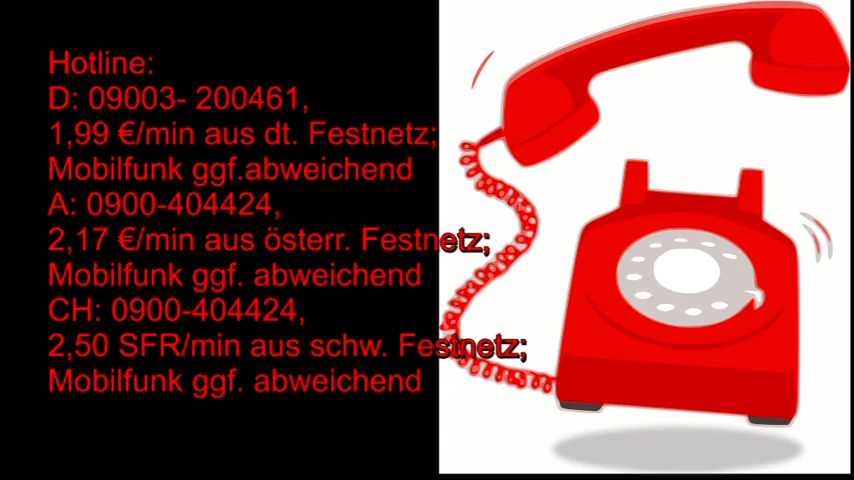 Hotline:
D: 09003- 200461,
1,99 €/min aus dt. Festnetz;
Mobilfunk ggf.abweichend
A: 0900-404424,
2,17 €/min aus österr. Festnetz;
Mobilfunk ggf. abweichend
CH: 0900-404424,
2,50 SFR/min aus schw. Festnetz;
Mobilfunk ggf. abweichend